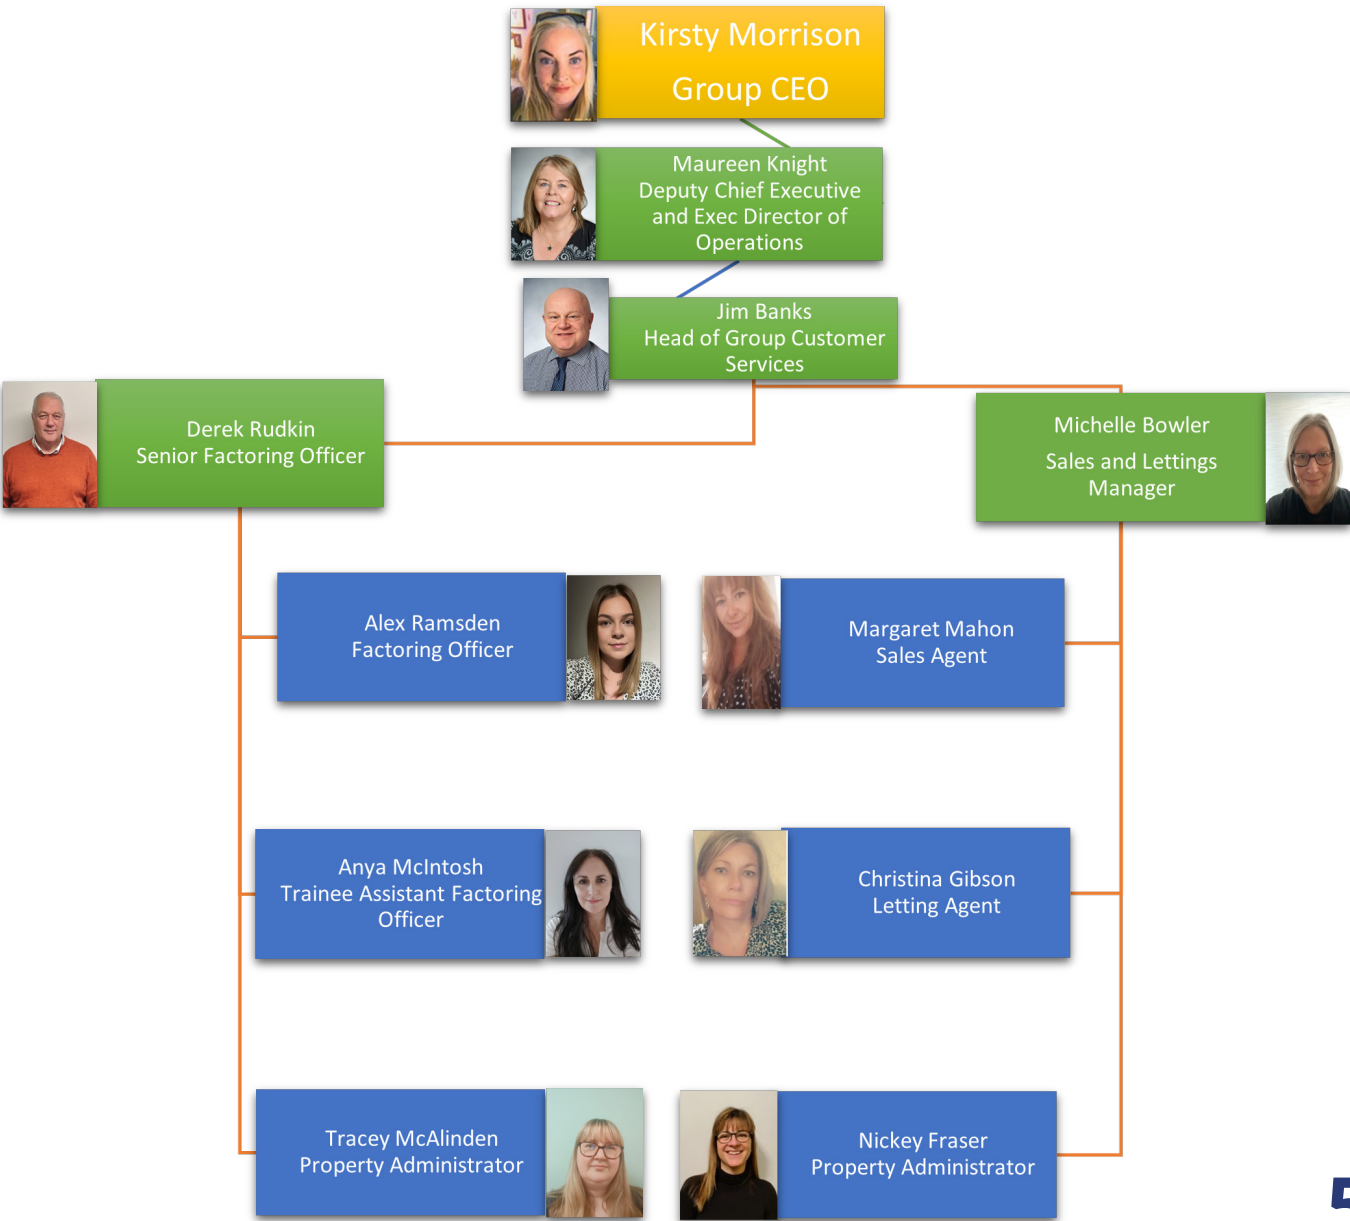 Kirsty Morrison
Group CEO
Maureen Knight
Deputy Chief Executive
and Exec Director of
Operations
Jim Banks
Head of Group Customer
Services
Derek Rudkin
Senior Factoring Officer
Michelle Bowler
Sales and Lettings
Manager
Alex Ramsden
Factoring Officer
Margaret Mahon
Sales Agent
Anya McIntosh
Trainee Assistant Factoring
Officer
Christina Gibson
Letting Agent
Tracey McAlinden
Property Administrator
Nickey Fraser
Property Administrator